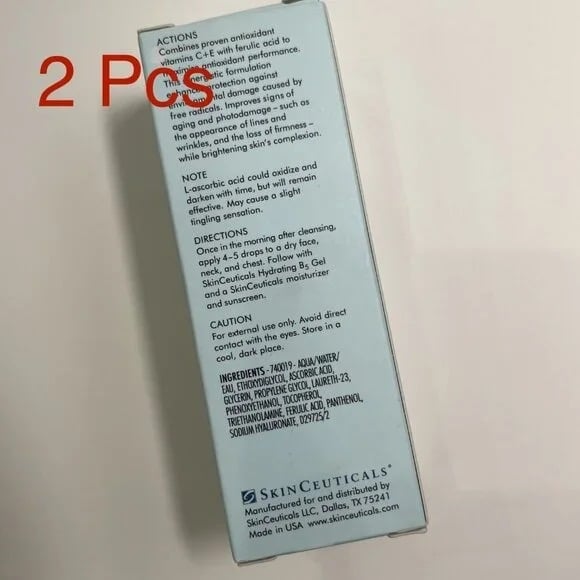 2 Pcs
ACTIONS
Combines proven antioxidant
vitamins C+E with ferulic acid to
antioxidant performance.
This formulation
protection against
damage caused by
free radicals. Improves signs of
aging and photodamage – such as
the appearance of lines and
wrinkles, and the loss of firmness –
while brightening skin's complexion.
NOTE
L-ascorbic acid could oxidize and
darken with time, but will remain
effective. May cause a slight
tingling sensation.
DIRECTIONS
Once in the morning after cleansing,
apply 4–5 drops to a dry face,
neck, and chest. Follow with
SkinCeuticals Hydrating B5 Gel
and a SkinCeuticals moisturizer
and sunscreen.
CAUTION
For external use only. Avoid direct
contact with the eyes. Store in a
cool, dark place.
INGREDIENTS - 740019 - AQUA/WATER/
EAU, ETHOXYDIGLYCOL, ASCORBIC ACID,
GLYCERIN, PROPYLENE GLYCOL, LAURETH-23,
PHENOXYETHANOL, TOCOPHEROL,
TRIETHANOLAMINE, FERULIC ACID, PANTHENOL,
SODIUM HYALURONATE, D29725/2
SKINCEUTICALS®
Manufactured for and distributed by
SkinCeuticals LLC, Dallas, TX 75241
Made in USA www.skinceuticals.com